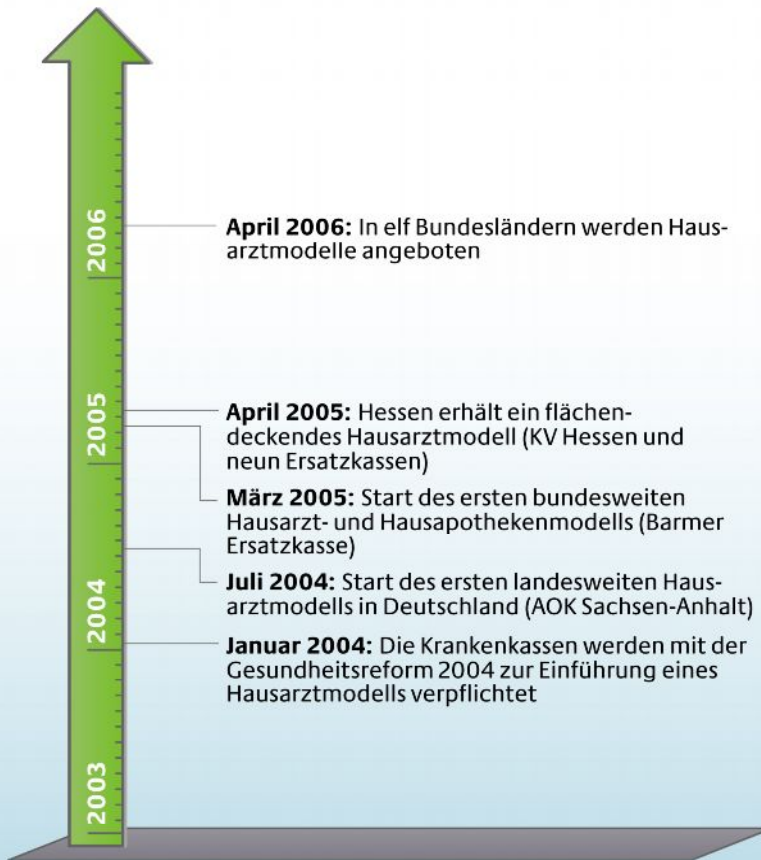 2006
April 2006: In elf Bundesländern werden Haus-
arztmodelle angeboten
2005
April 2005: Hessen erhält ein flächen-
deckendes Hausarztmodell (KV Hessen und
neun Ersatzkassen)
März 2005: Start des ersten bundesweiten
Hausarzt- und Hausapothekenmodells (Barmer
Ersatzkasse)
Juli 2004: Start des ersten landesweiten Haus-
arztmodells in Deutschland (AOK Sachsen-Anhalt)
2004
Januar 2004: Die Krankenkassen werden mit der
Gesundheitsreform 2004 zur Einführung eines
Hausarztmodells verpflichtet
2003